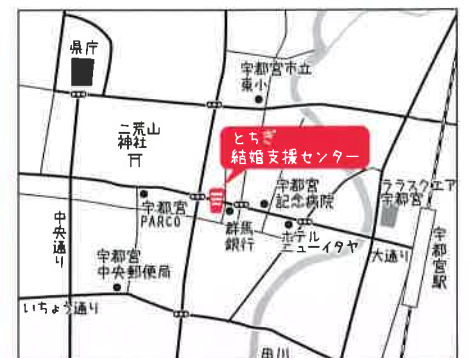 県庁
宇都宮市立
東小
二荒山
神社
とちぎ
結婚支援センター
宇都宮
PARCO
群馬
銀行
宇都宮
記念病院
ホテル
ニューイタヤ
ララスクエア
宇都宮
宇都宮駅
大通り
中央通り
宇都宮
中央郵便局
いちょう通り
田川